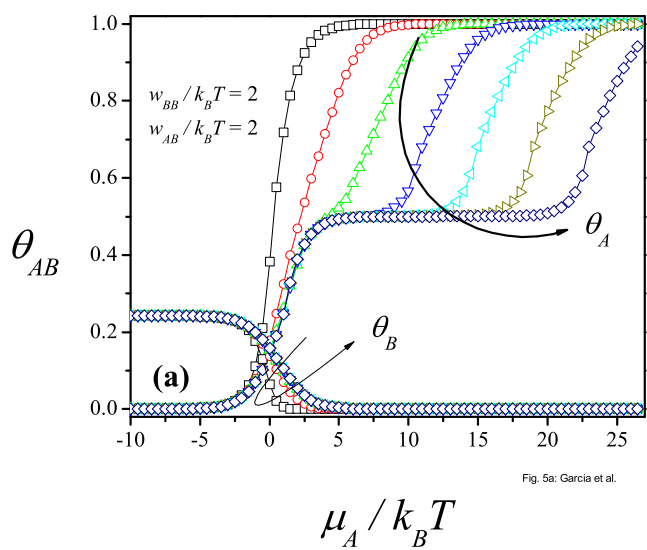 1.0
0.8
0.6
0.4
0.2
0.0
θ_AB
w_BB / k_B T = 2
w_AB / k_B T = 2
θ_A
θ_B
(a)
-10 -5 0 5 10 15 20 25
Fig. 5a: Garcia et al.
μ_A / k_B T